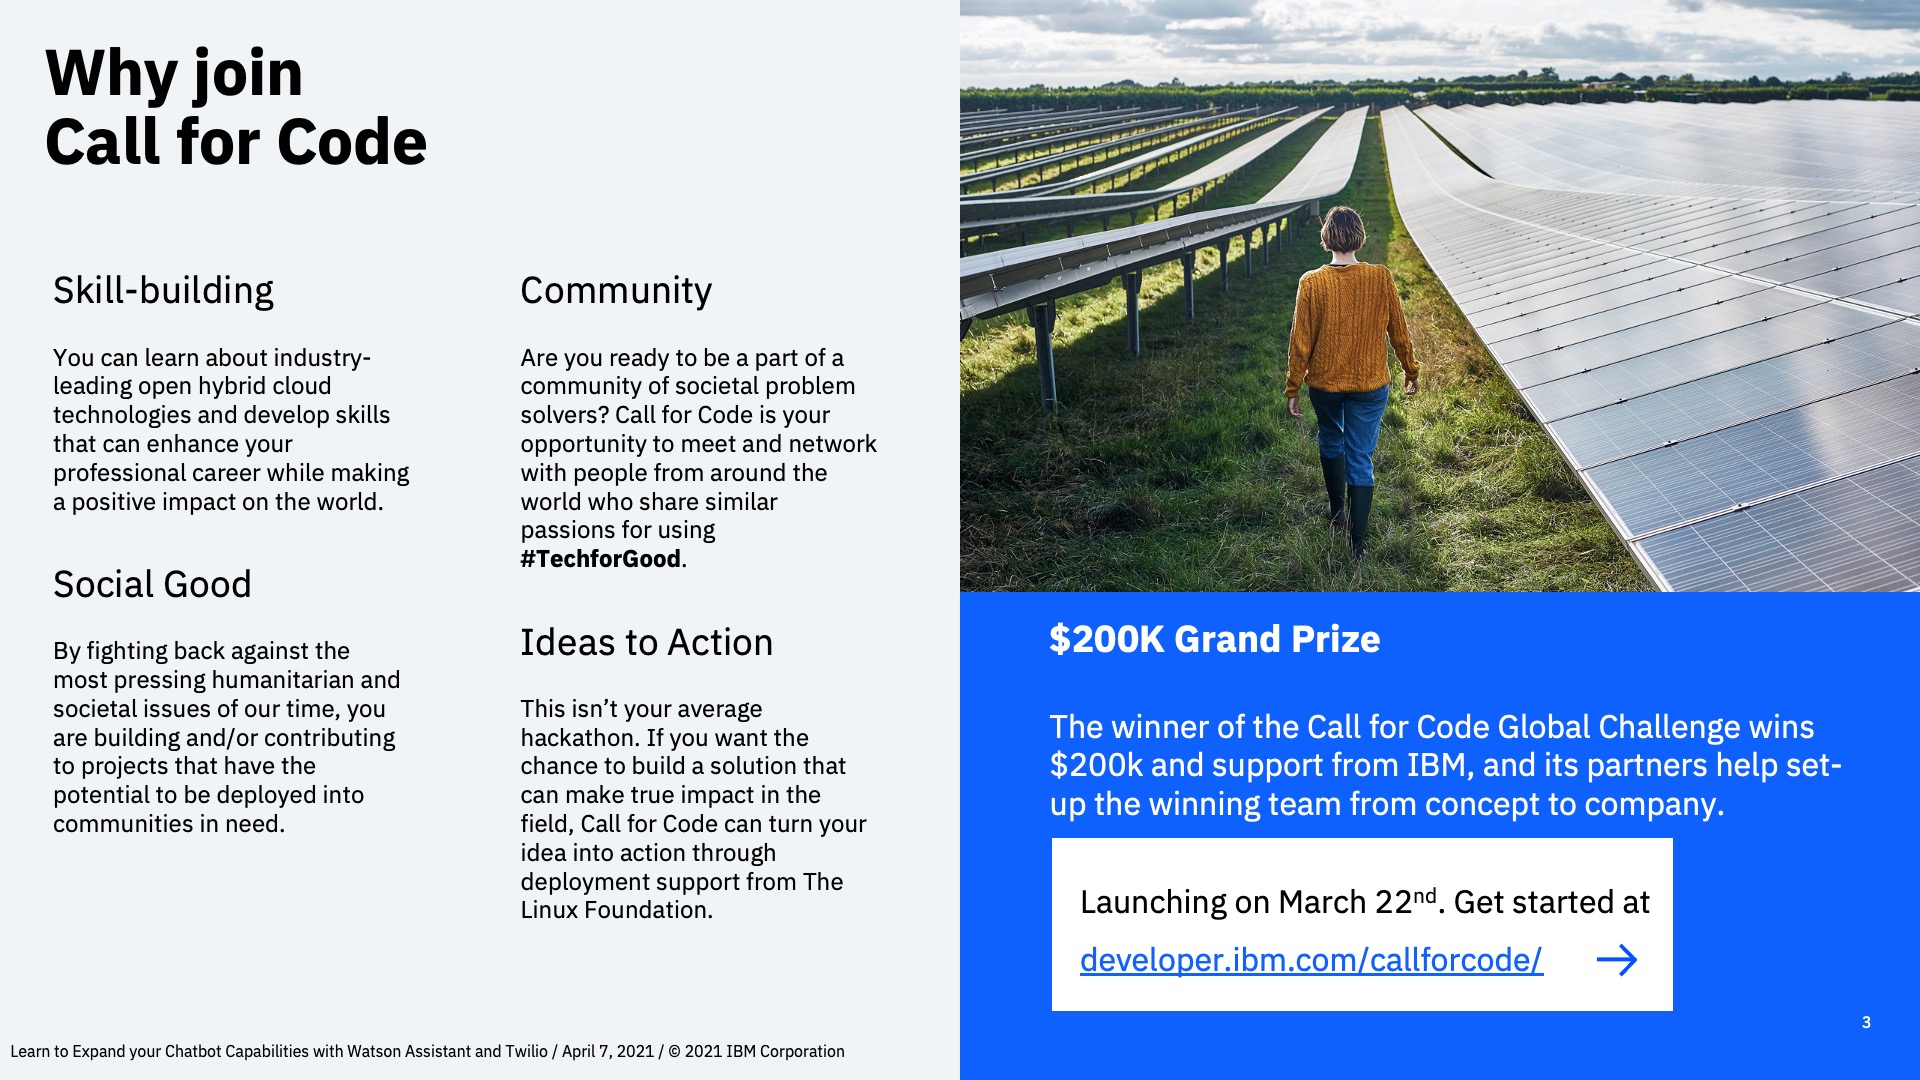 Why join
Call for Code
Skill-building
You can learn about industry-
leading open hybrid cloud
technologies and develop skills
that can enhance your
professional career while making
a positive impact on the world.
Social Good
By fighting back against the
most pressing humanitarian and
societal issues of our time, you
are building and/or contributing
to projects that have the
potential to be deployed into
communities in need.
Community
Are you ready to be a part of a
community of societal problem
solvers? Call for Code is your
opportunity to meet and network
with people from around the
world who share similar
passions for using
#TechforGood.
Ideas to Action
This isn’t your average
hackathon. If you want the
chance to build a solution that
can make true impact in the
field, Call for Code can turn your
idea into action through
deployment support from The
Linux Foundation.
$200K Grand Prize
The winner of the Call for Code Global Challenge wins
$200k and support from IBM, and its partners help set-
up the winning team from concept to company.
Launching on March 22nd. Get started at
developer.ibm.com/callforcode/
3
Learn to Expand your Chatbot Capabilities with Watson Assistant and Twilio / April 7, 2021 / © 2021 IBM Corporation